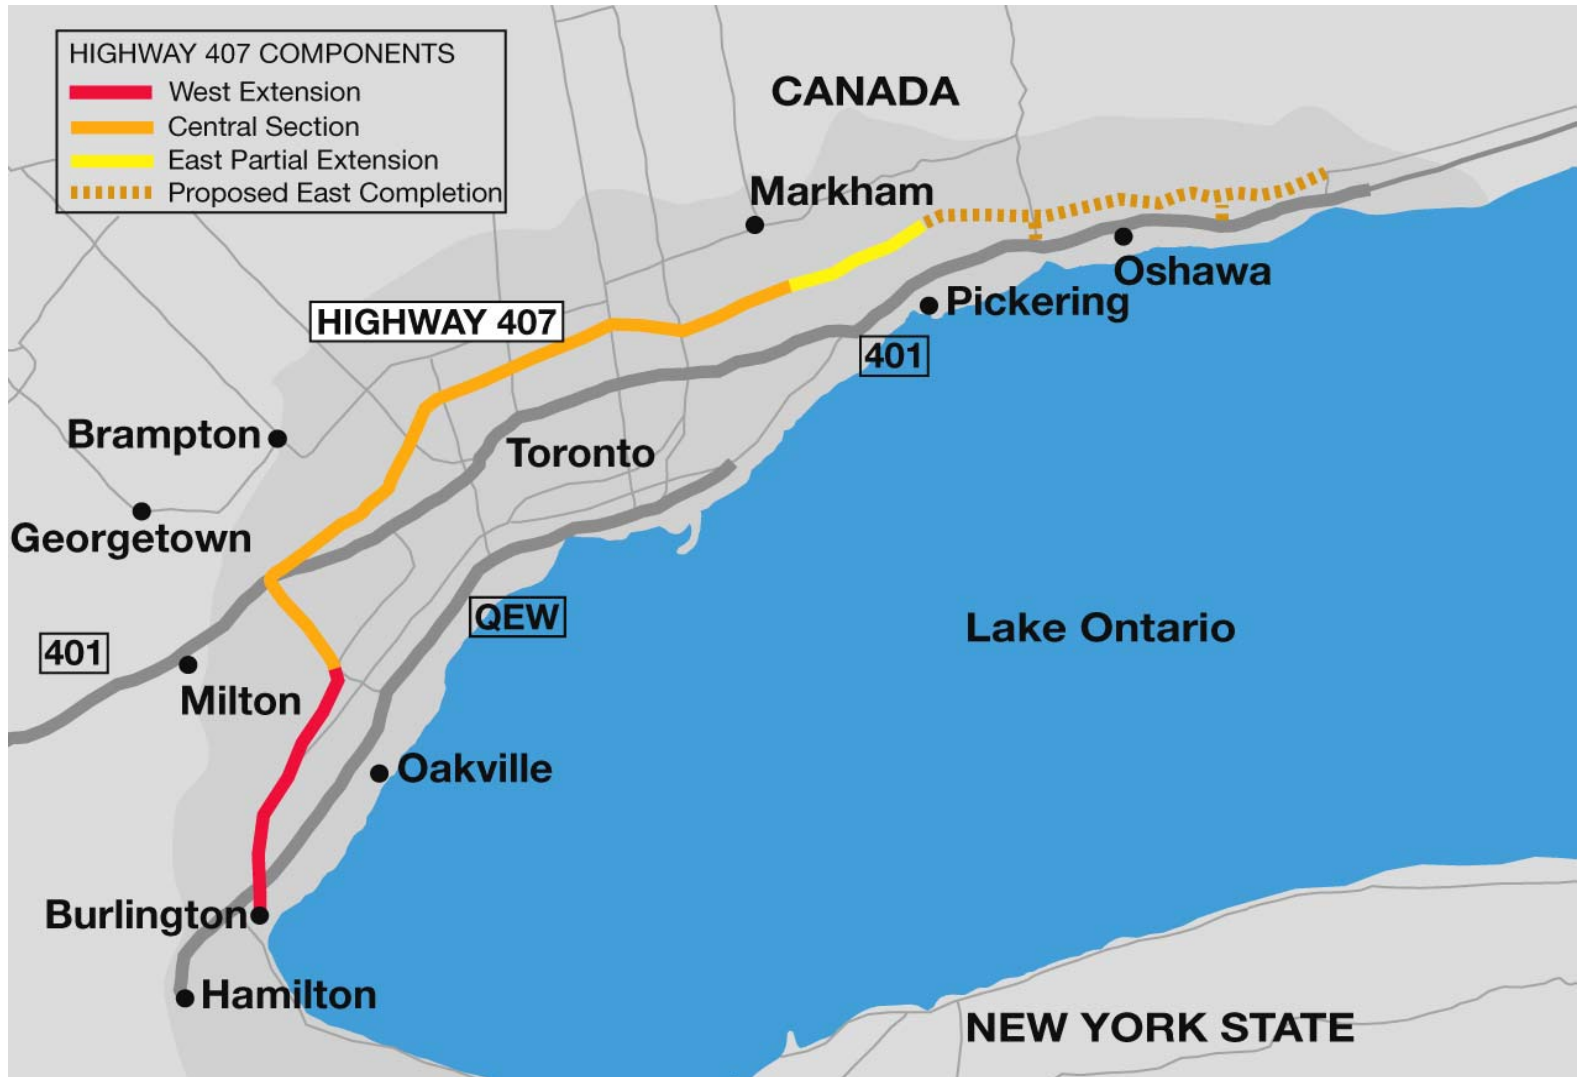 HIGHWAY 407 COMPONENTS
West Extension
Central Section
East Partial Extension
Proposed East Completion
CANADA
Markham
Oshawa
Pickering
HIGHWAY 407
401
Brampton
Toronto
Georgetown
QEW
Lake Ontario
401
Milton
Oakville
Burlington
Hamilton
NEW YORK STATE